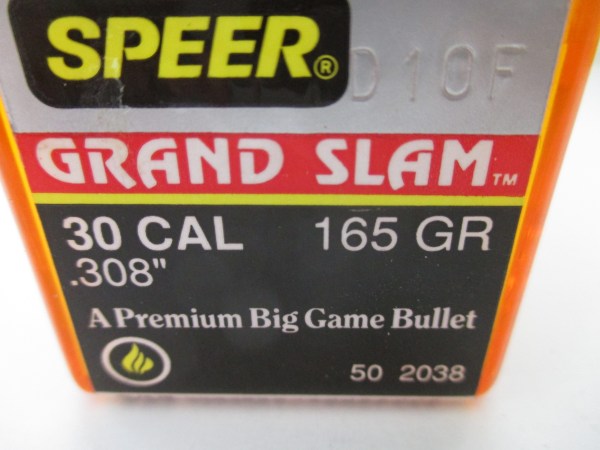 SPEER® D10F
GRAND SLAM™
30 CAL 165 GR
.308"
A Premium Big Game Bullet
50 2038